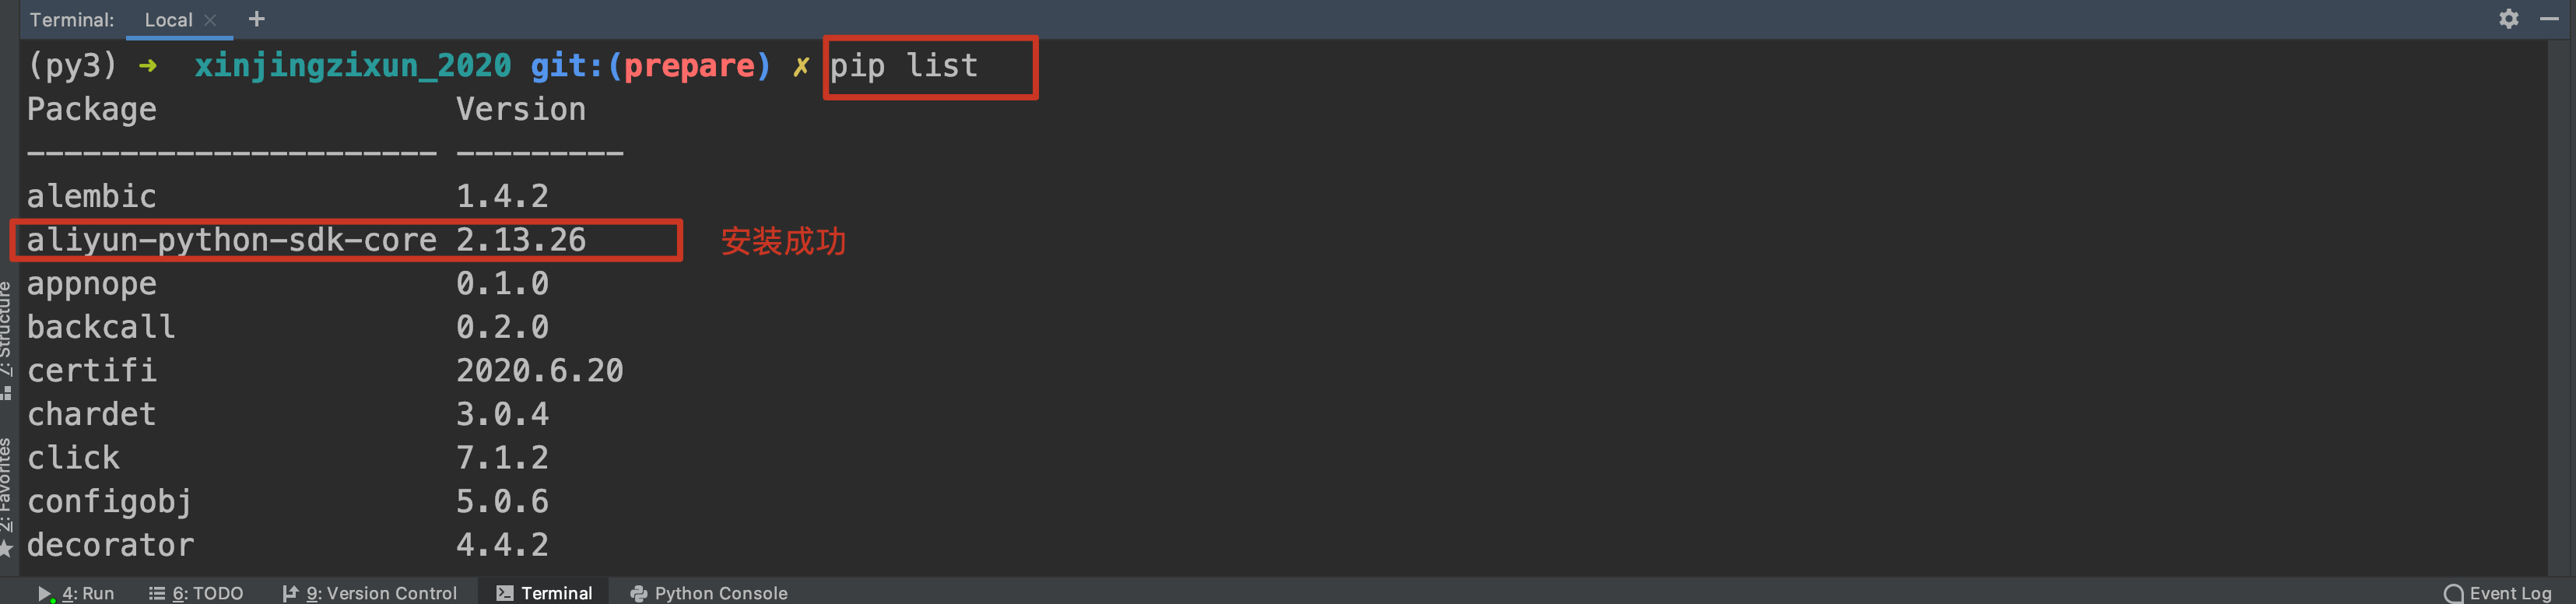 Terminal: Local × +
(py3) ➜ xinjingzixun_2020 git:(prepare) ✗ pip list
Package Version
---------------------- ---------
alembic 1.4.2
aliyun-python-sdk-core 2.13.26 安装成功
appnope 0.1.0
backcall 0.2.0
certifi 2020.6.20
chardet 3.0.4
click 7.1.2
configobj 5.0.6
decorator 4.4.2
7: Structure
2: Favorites
4: Run 6: TODO 9: Version Control Terminal Python Console Event Log